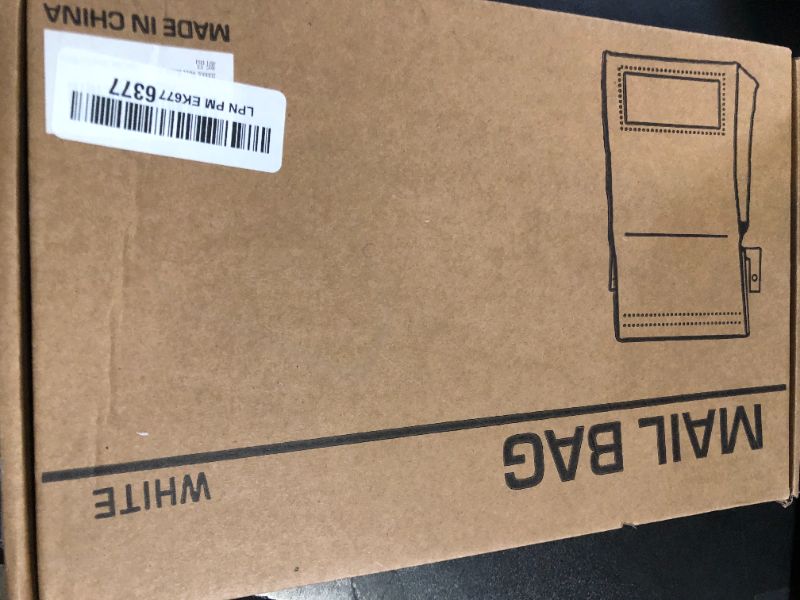 MAIL BAG
WHITE
LPN PM EK677 6377
MADE IN CHINA